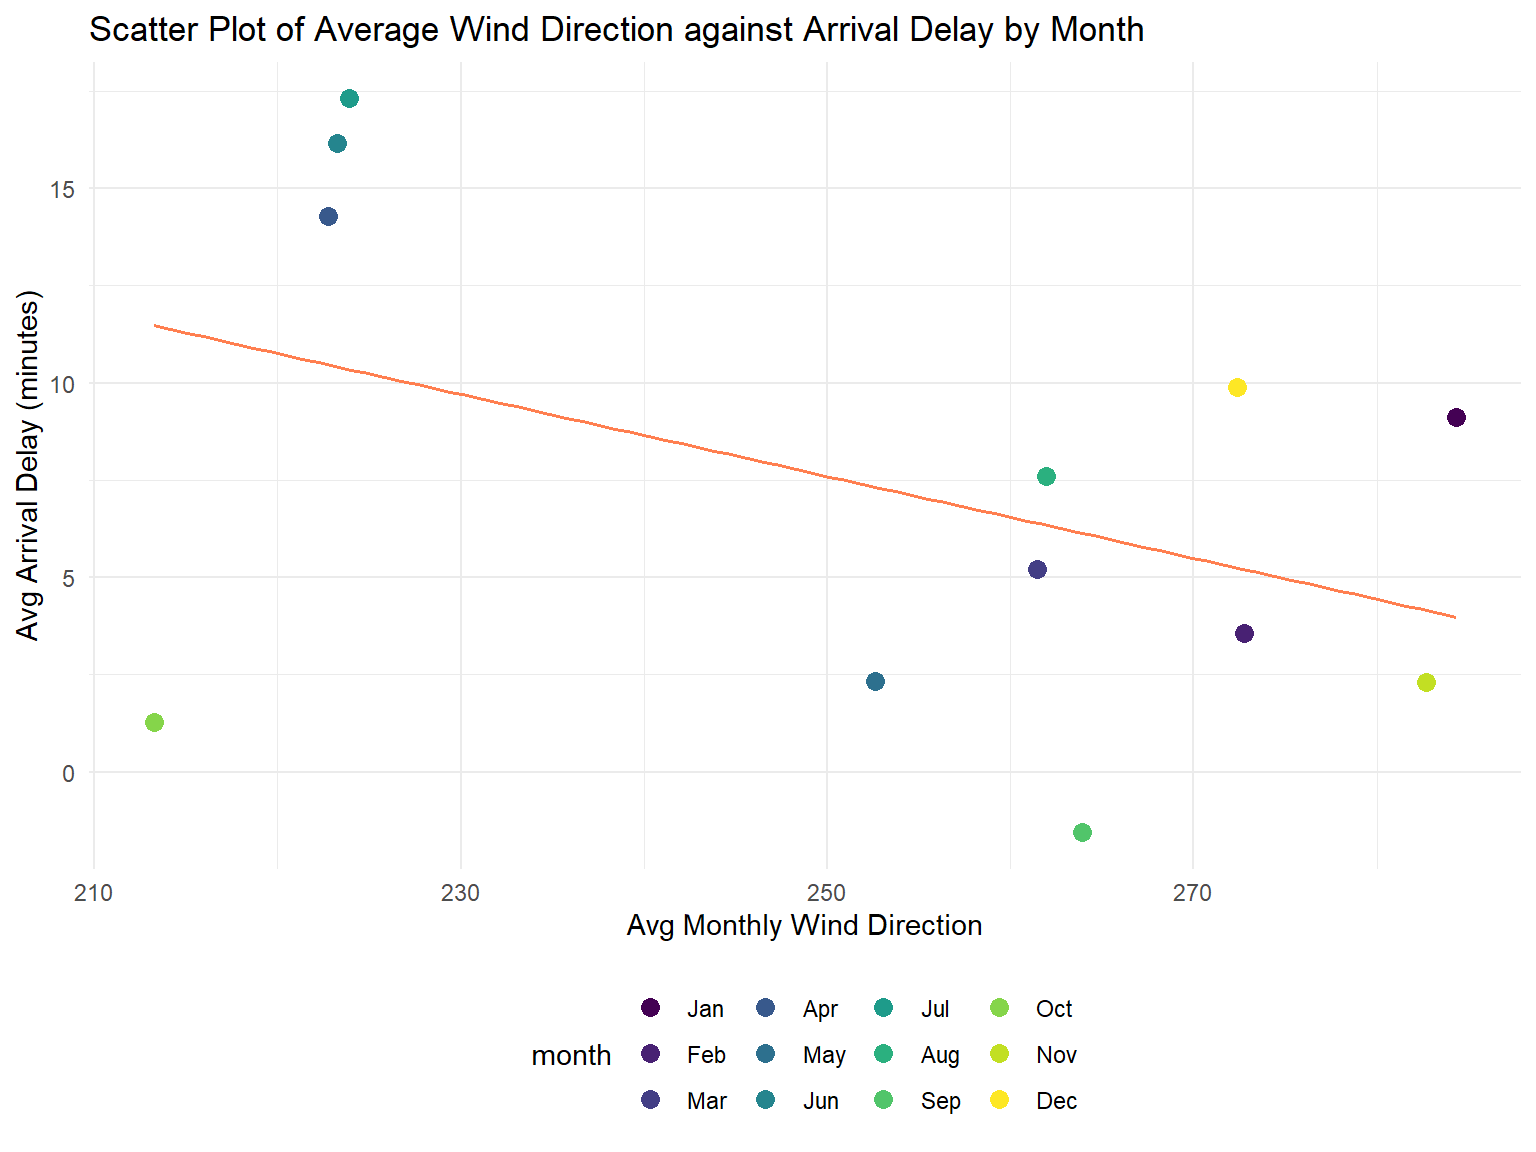 Scatter Plot of Average Wind Direction against Arrival Delay by Month
Avg Arrival Delay (minutes)
15
10
5
0
210 230 250 270
Avg Monthly Wind Direction
month
Jan Apr Jul Oct
Feb May Aug Nov
Mar Jun Sep Dec